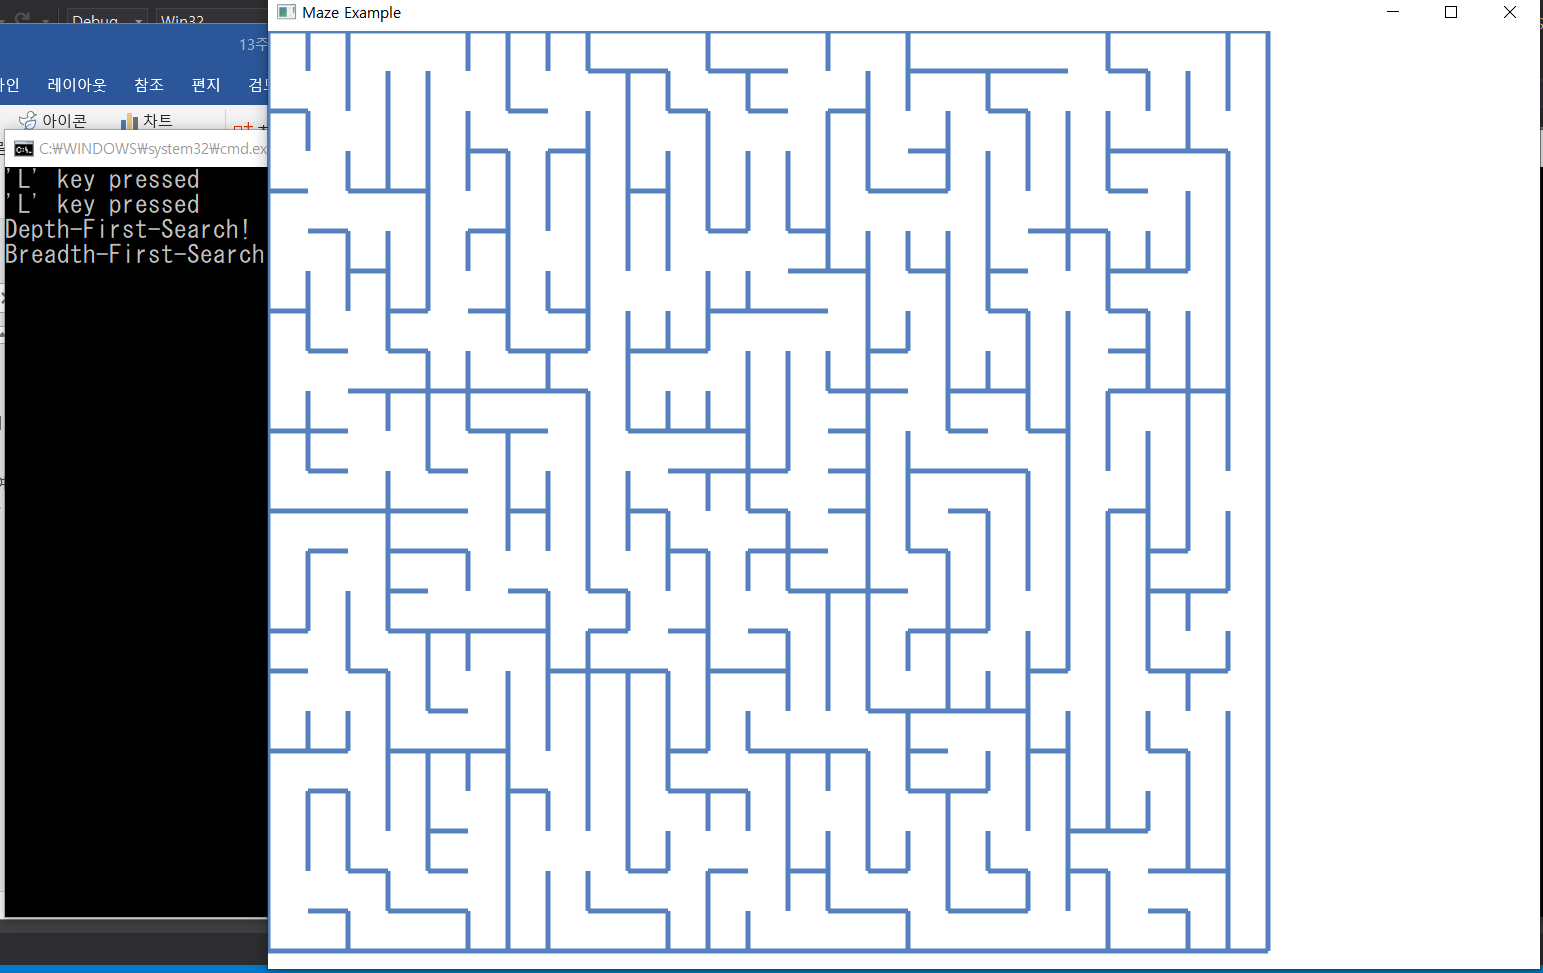 Maze Example
Debug
Win32
13주
레이아웃
참조
편지
아이콘
차트
C:₩WINDOWS₩system32₩cmd.ex
'L' key pressed
'L' key pressed
Depth-First-Search!
Breadth-First-Search